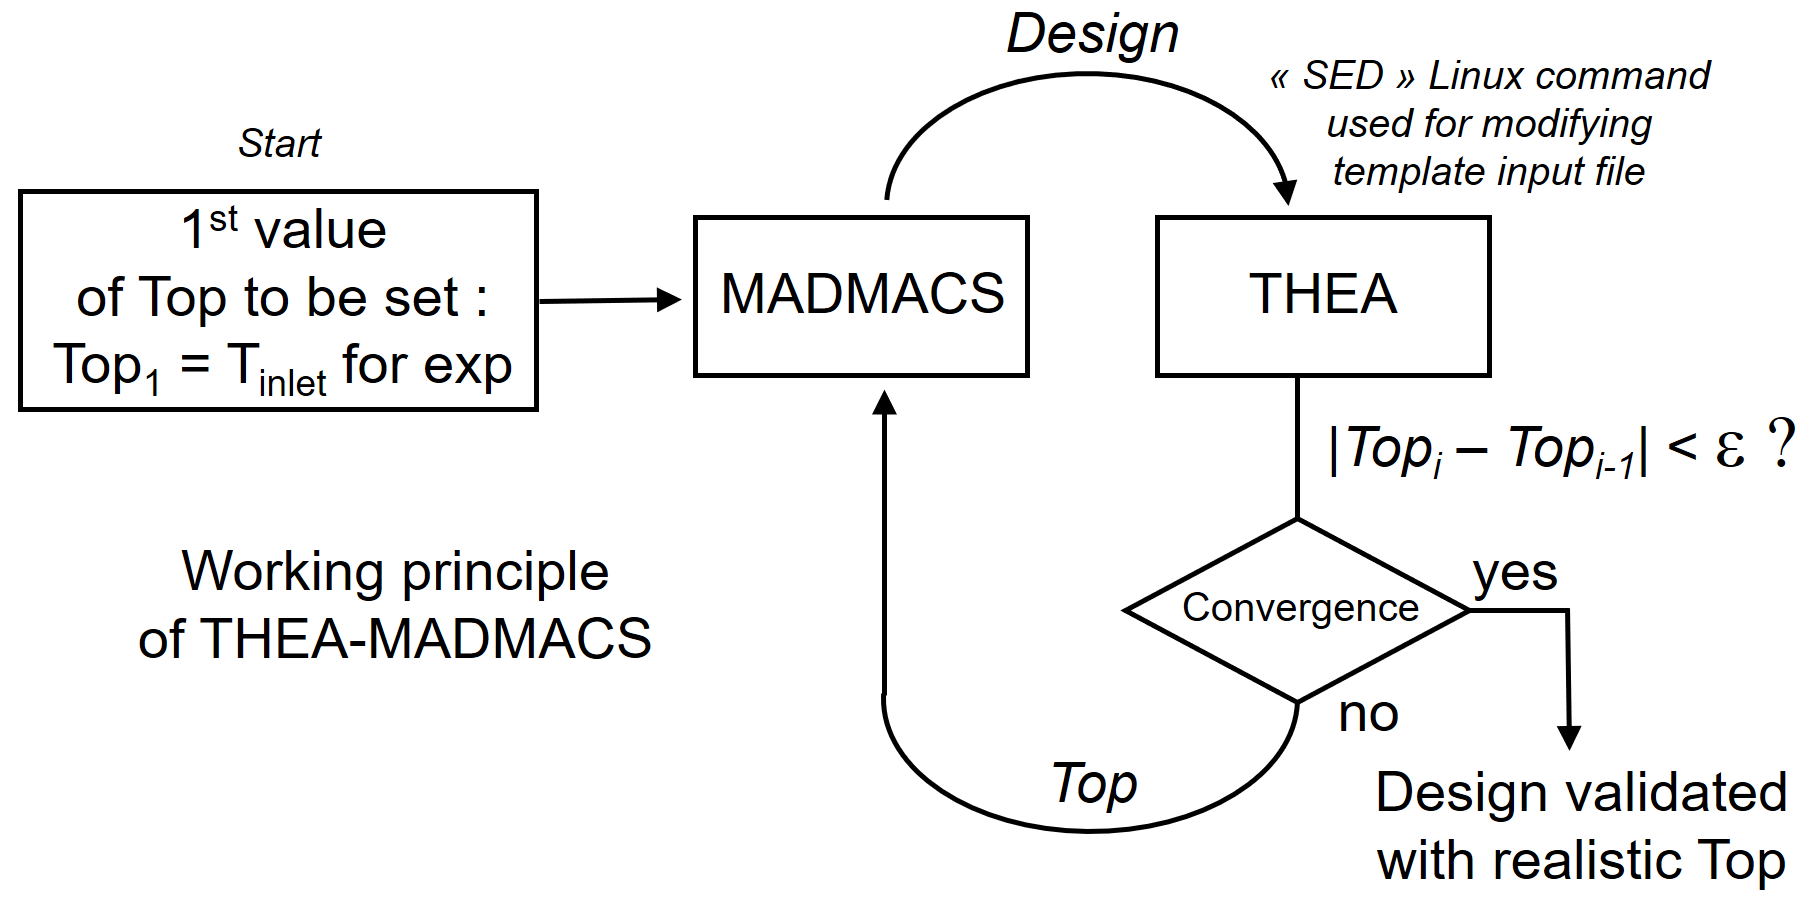 Design
« SED » Linux command
used for modifying
template input file
Start
1st value
of Top to be set :
Top1 = Tinlet for exp
MADMACS
THEA
|Topi – Topi-1| < ε ?
Working principle
of THEA-MADMACS
Convergence
yes
no
Top
Design validated
with realistic Top